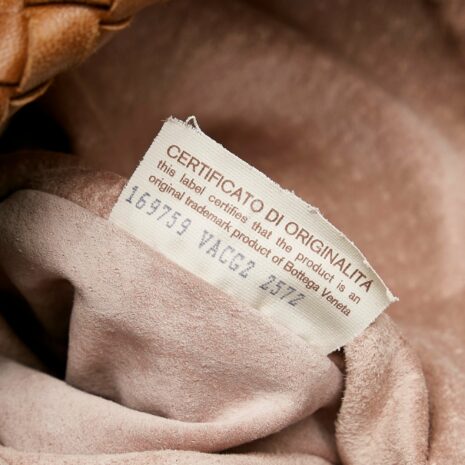 CERTIFICATO DI ORIGINALITÀ
this label certifies that the product is an
original trademark product of Bottega Veneta
169759 VACG2 2572